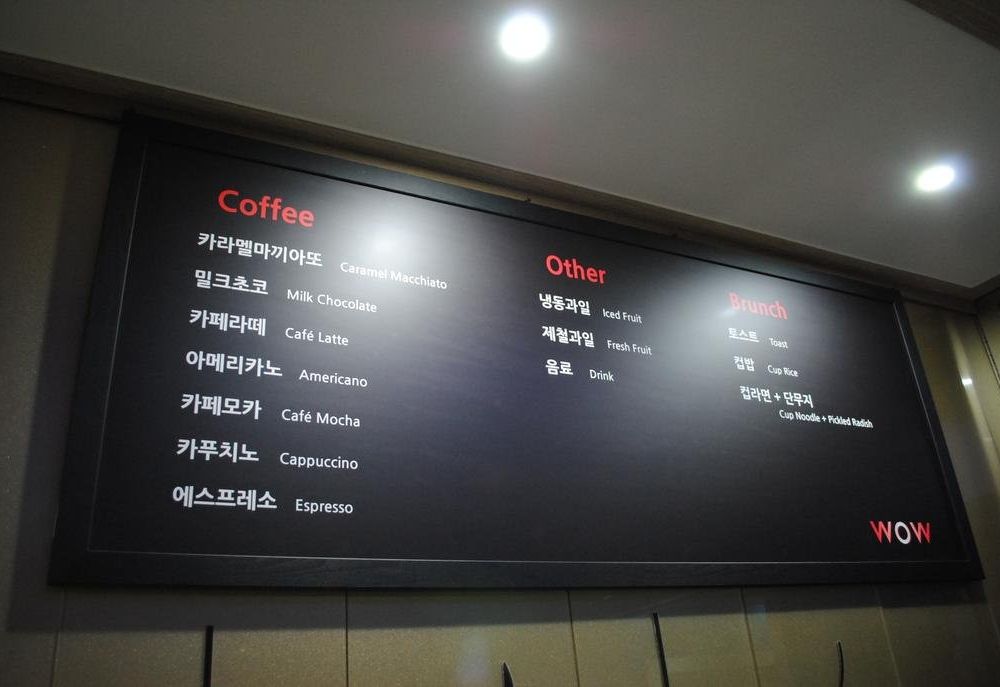 Coffee
카라멜마끼아또 Caramel Macchiato
밀크초코 Milk Chocolate
카페라떼 Café Latte
아메리카노 Americano
카페모카 Café Mocha
카푸치노 Cappuccino
에스프레소 Espresso
Other
냉동과일 Iced Fruit
제철과일 Fresh Fruit
음료 Drink
Brunch
토스트 Toast
컵밥 Cup Rice
컵라면 + 단무지
Cup Noodle + Pickled Radish
WOW